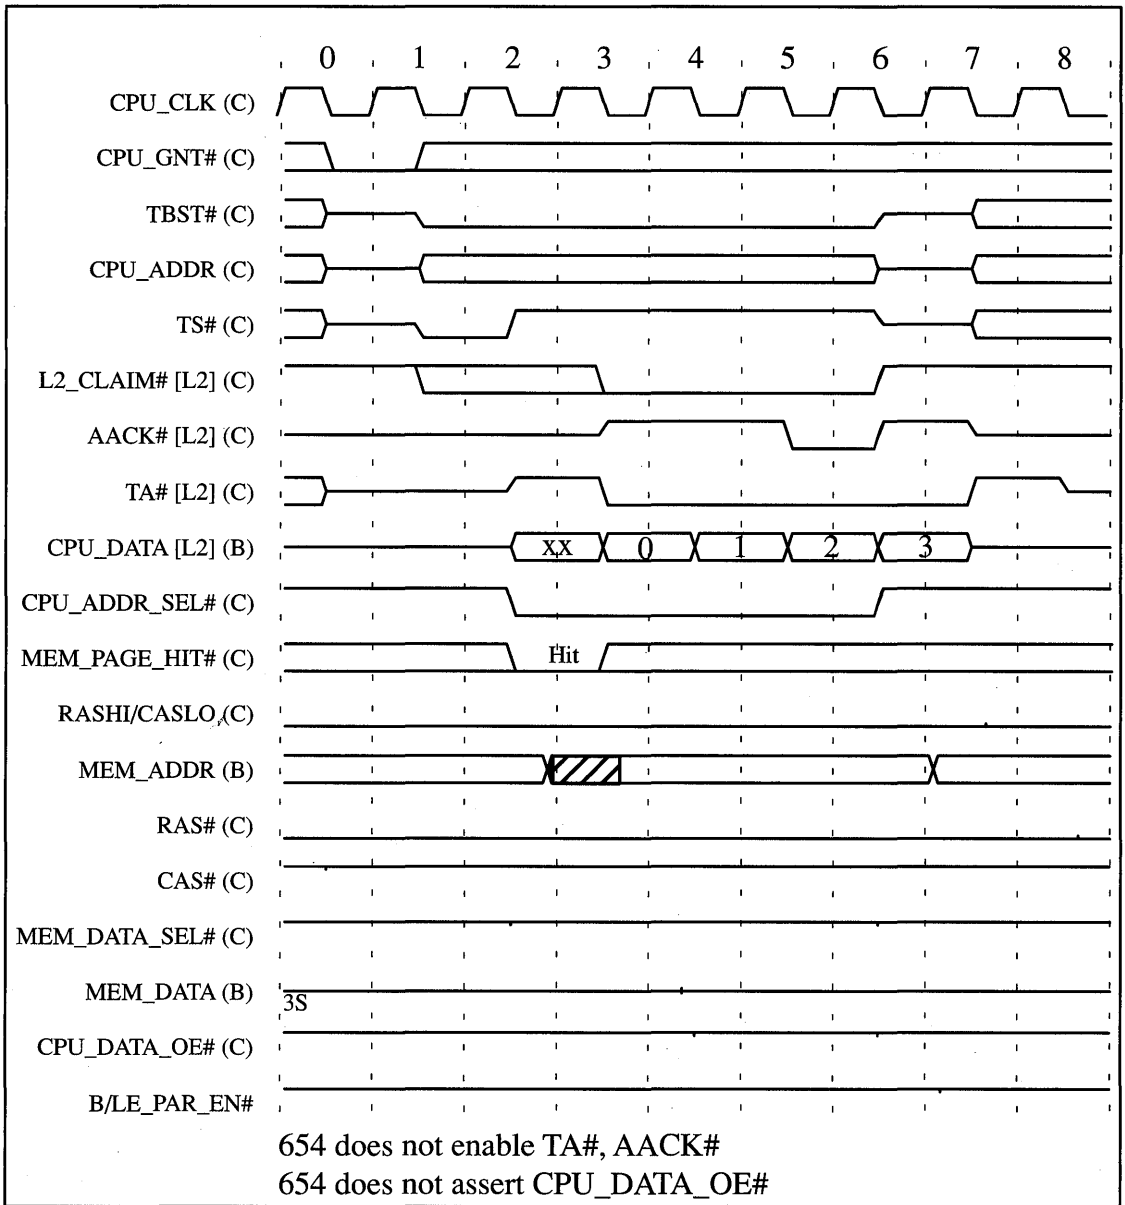 0 1 2 3 4 5 6 7 8
CPU_CLK (C)
CPU_GNT# (C)
TBST# (C)
CPU_ADDR (C)
TS# (C)
L2_CLAIM# [L2] (C)
AACK# [L2] (C)
TA# [L2] (C)
CPU_DATA [L2] (B) xx 0 1 2 3
CPU_ADDR_SEL# (C)
MEM_PAGE_HIT# (C) Hit
RASHI/CASLO (C)
MEM_ADDR (B)
RAS# (C)
CAS# (C)
MEM_DATA_SEL# (C)
MEM_DATA (B) 3S
CPU_DATA_OE# (C)
B/LE_PAR_EN#
654 does not enable TA#, AACK#
654 does not assert CPU_DATA_OE#